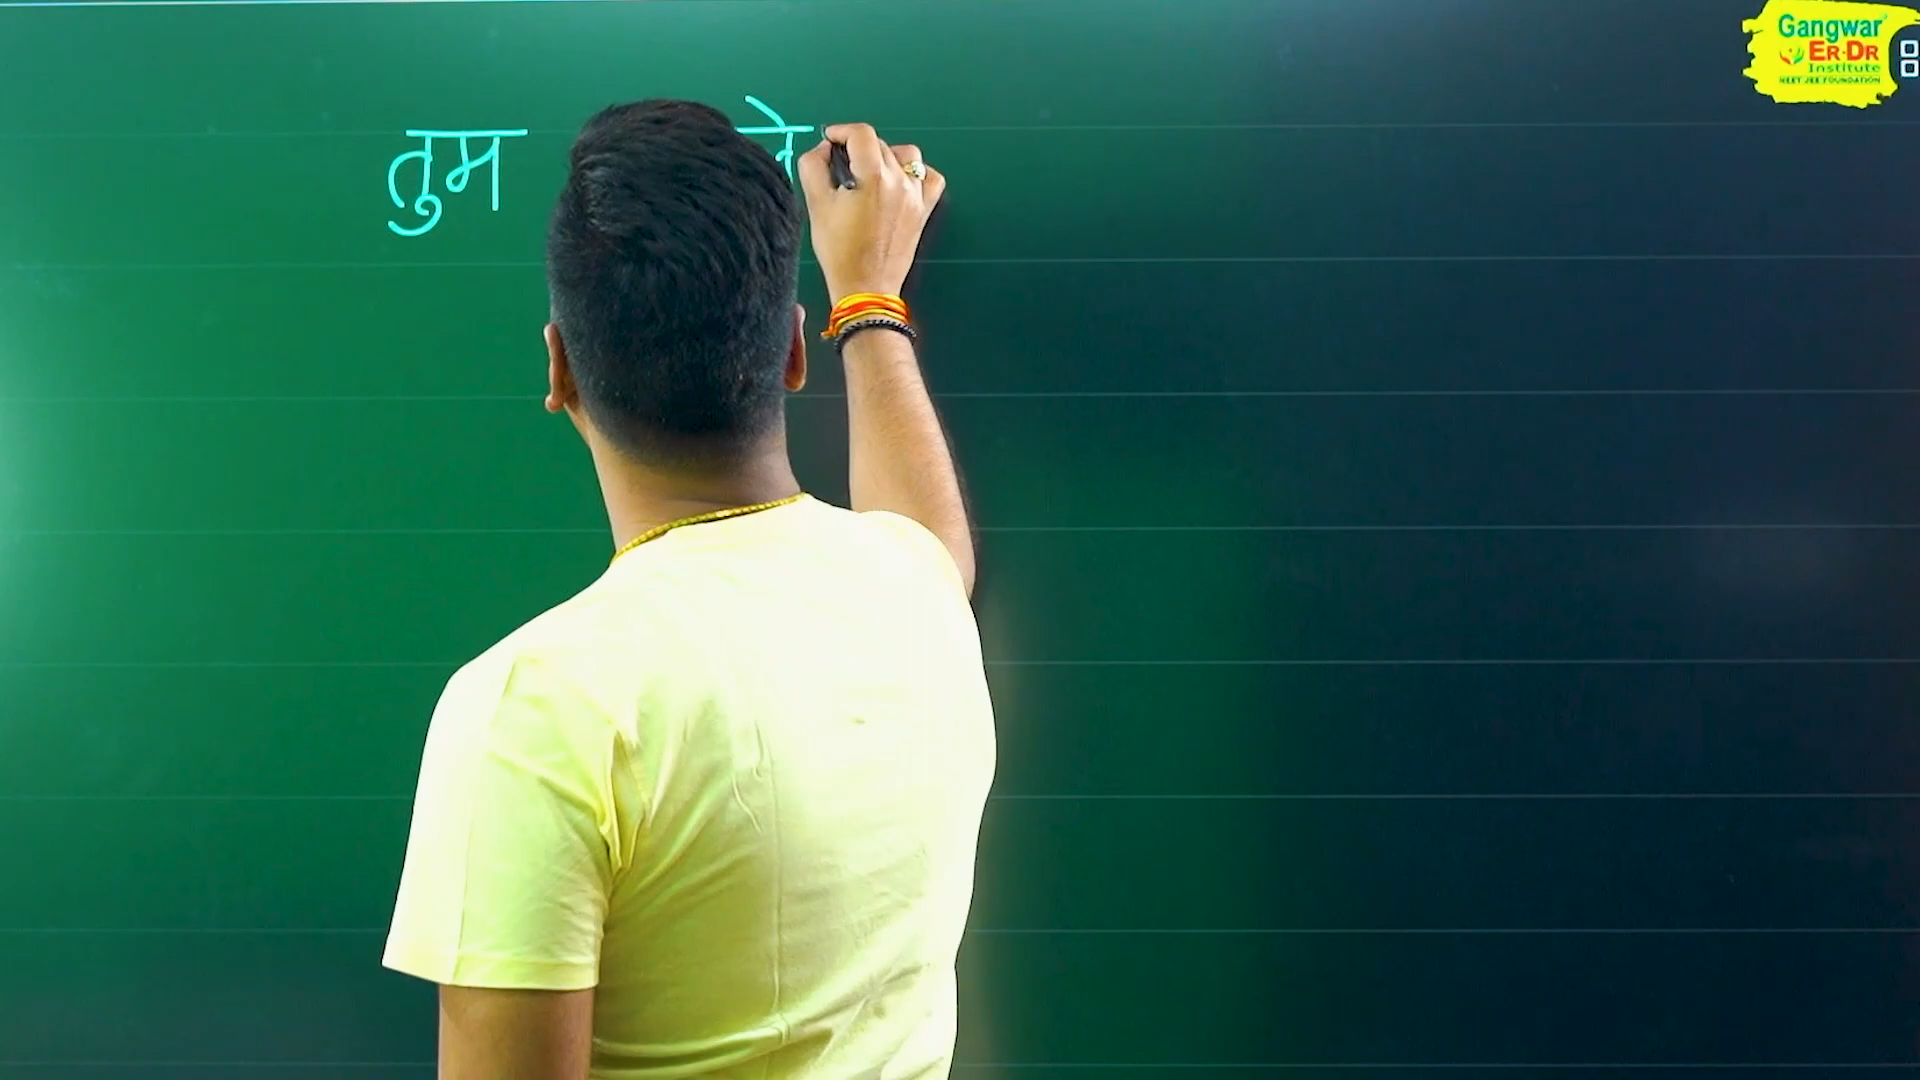 तुम
Gangwar
ER-DR
Institute
NEET-JEE FOUNDATION